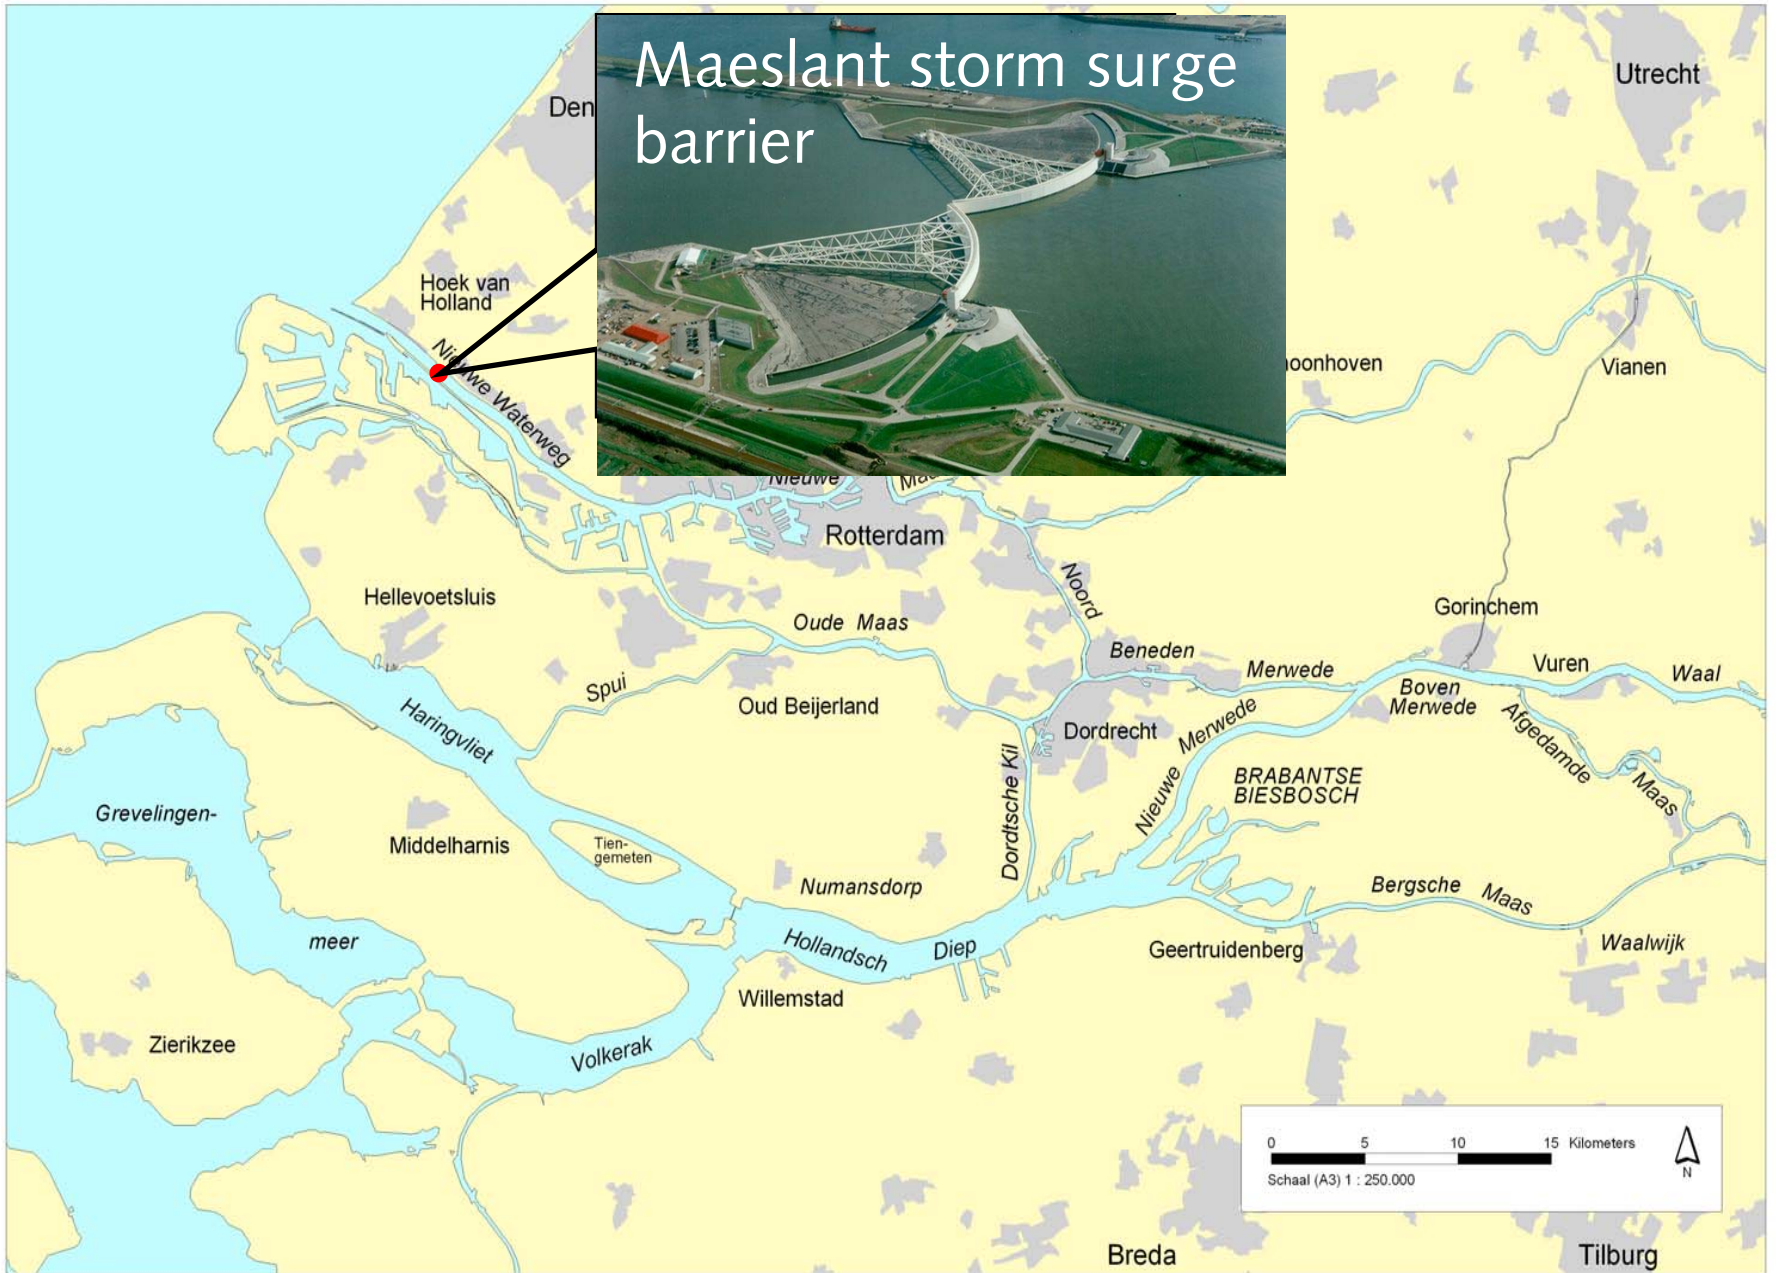 Maeslant storm surge
barrier
Utrecht
Den
Hoek van
Holland
Nieuwe Waterweg
hoonhoven
Vianen
Nieuwe
Maas
Rotterdam
Noord
Hellevoetsluis
Gorinchem
Oude Maas
Beneden
Merwede
Vuren
Waal
Spui
Boven
Merwede
Oud Beijerland
Haringvliet
Dordrecht
Nieuwe Merwede
Afgedamde
Maas
Dordtsche Kil
BRABANTSE
BIESBOSCH
Grevelingen-
Middelharnis
Tien-
gemeten
Numansdorp
Bergsche Maas
meer
Hollandsch Diep
Geertruidenberg
Waalwijk
Willemstad
Zierikzee
Volkerak
0 5 10 15 Kilometers
Schaal (A3) 1 : 250.000
N
Breda
Tilburg